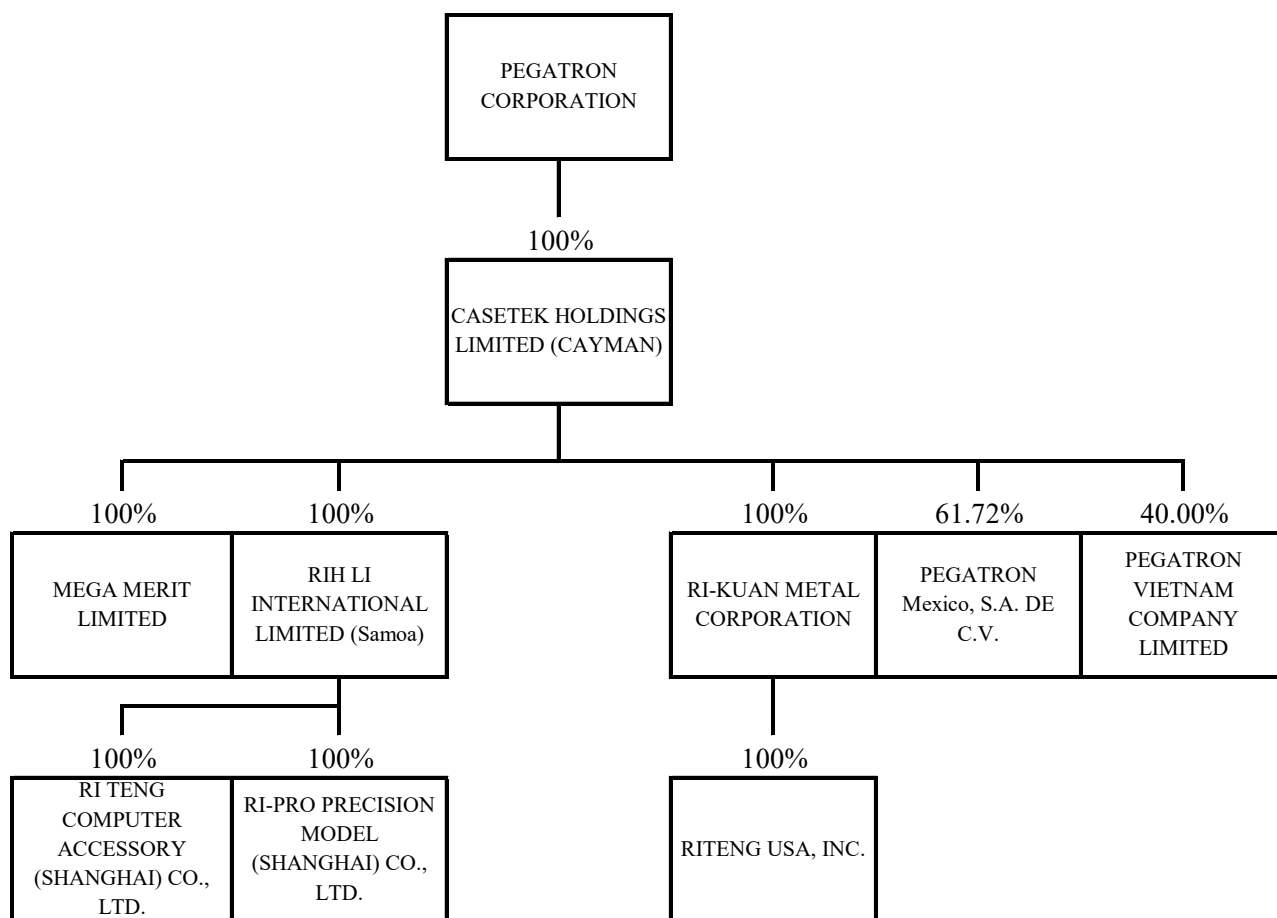 PEGATRON
CORPORATION
100%
CASETEK HOLDINGS
LIMITED (CAYMAN)
100%
100%
100%
61.72%
40.00%
MEGA MERIT
LIMITED
RIH LI
INTERNATIONAL
LIMITED (Samoa)
RI-KUAN METAL
CORPORATION
PEGATRON
Mexico, S.A. DE
C.V.
PEGATRON
VIETNAM
COMPANY
LIMITED
100%
100%
100%
RI TENG
COMPUTER
ACCESSORY
(SHANGHAI) CO.,
LTD.
RI-PRO PRECISION
MODEL
(SHANGHAI) CO.,
LTD.
RITENG USA, INC.